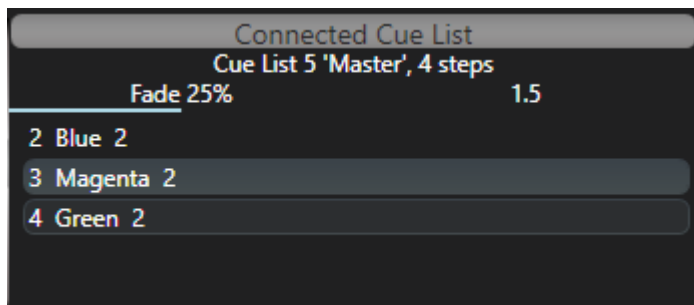 Connected Cue List
Cue List 5 'Master', 4 steps
Fade 25% 1.5
2 Blue 2
3 Magenta 2
4 Green 2